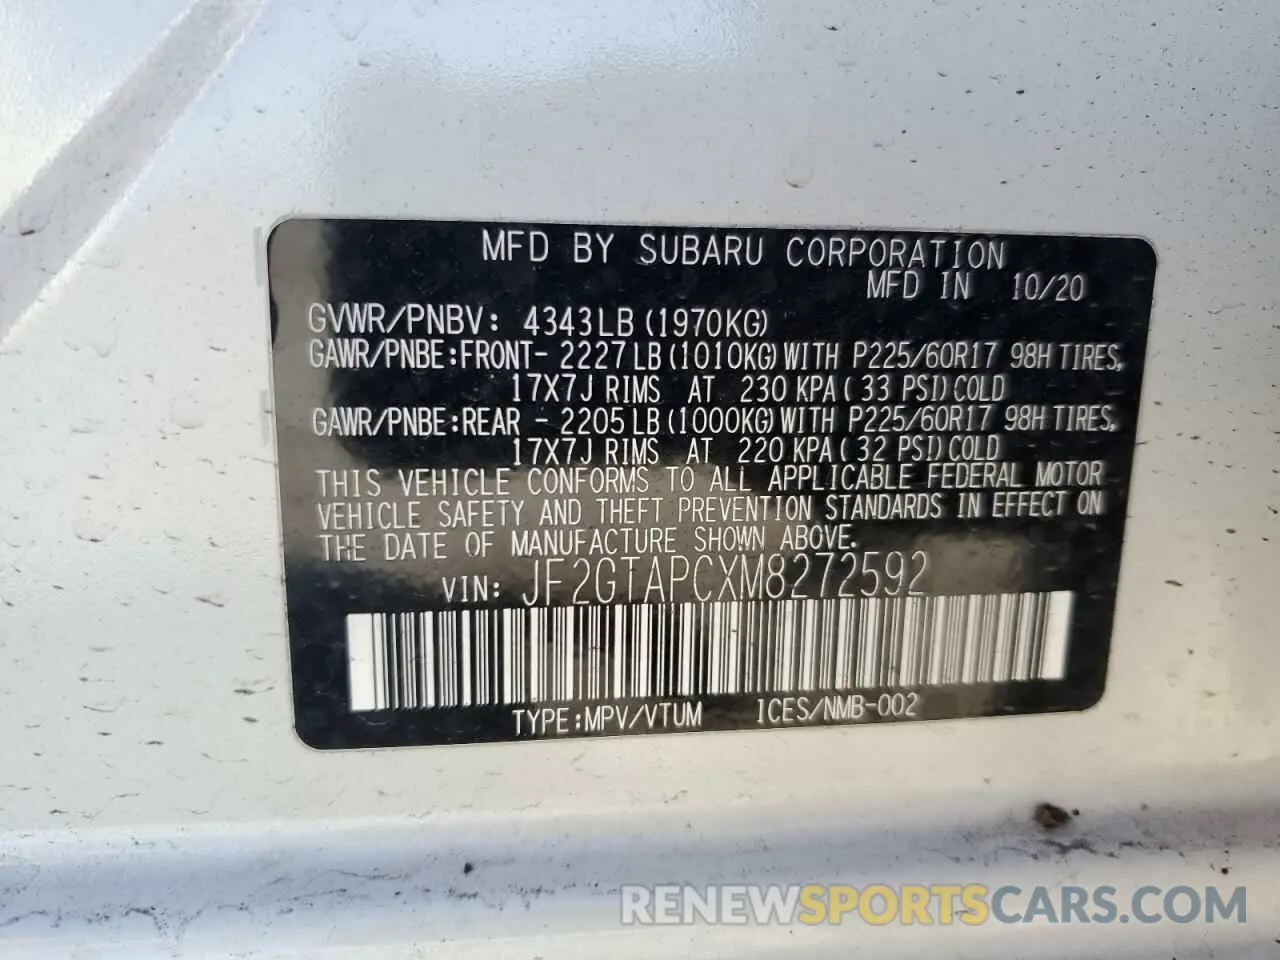 MFD BY SUBARU CORPORATION
MFD IN 10/20
GVWR/PNBV: 4343LB (1970KG)
GAWR/PNBE:FRONT- 2227 LB (1010KG) WITH P225/60R17 98H TIRES,
17X7J RIMS AT 230 KPA ( 33 PSI) COLD
GAWR/PNBE:REAR - 2205 LB (1000KG) WITH P225/60R17 98H TIRES,
17X7J RIMS AT 220 KPA ( 32 PSI) COLD
THIS VEHICLE CONFORMS TO ALL APPLICABLE FEDERAL MOTOR
VEHICLE SAFETY AND THEFT PREVENTION STANDARDS IN EFFECT ON
THE DATE OF MANUFACTURE SHOWN ABOVE.
VIN: JF2GTAPCXM8272592
TYPE:MPV/VTUM ICES/NMB-002
RENEWSPORTSCARS.COM